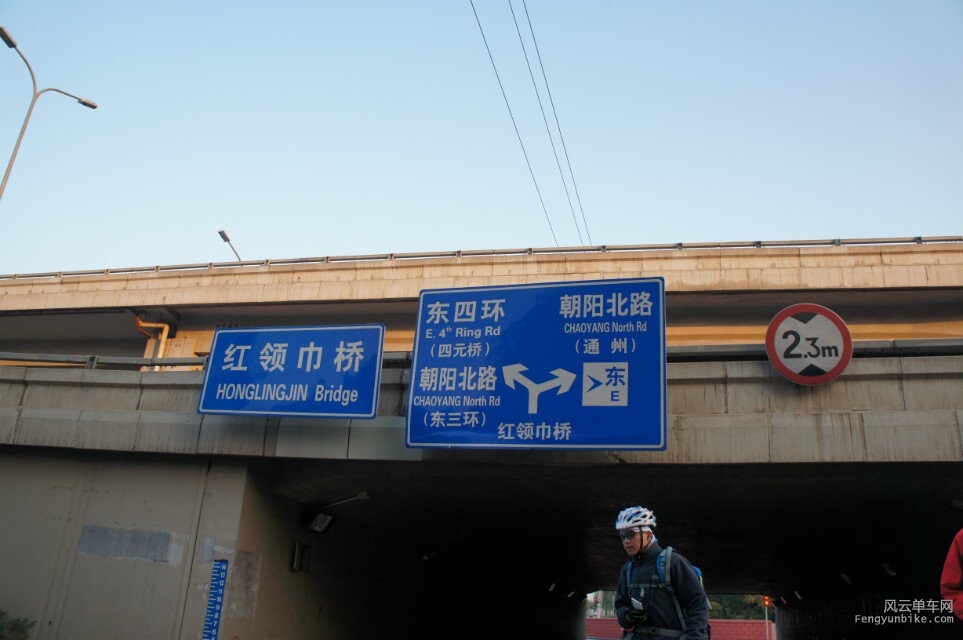 红领巾桥
HONGLINGJIN Bridge
东四环
E. 4th Ring Rd
(四元桥)
朝阳北路
CHAOYANG North Rd
(通 州)
朝阳北路
CHAOYANG North Rd
(东三环)
东
E
红领巾桥
2.3m
风云单车网
Fengyunbike.com